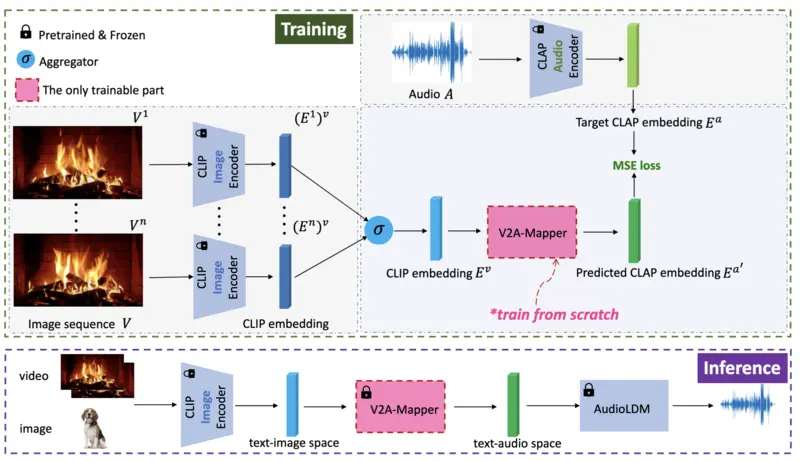 Pretrained & Frozen
Training
σ
Aggregator
The only trainable part
CLAP
Audio
Encoder
Audio A
Target CLAP embedding E^a
MSE loss
V^1
CLIP
Image
Encoder
(E^1)^v
V^n
CLIP
Image
Encoder
(E^n)^v
σ
V2A-Mapper
CLIP embedding E^v
Predicted CLAP embedding E^a′
*train from scratch
Image sequence V
CLIP embedding
Inference
video
image
CLIP
Image
Encoder
text-image space
V2A-Mapper
text-audio space
AudioLDM